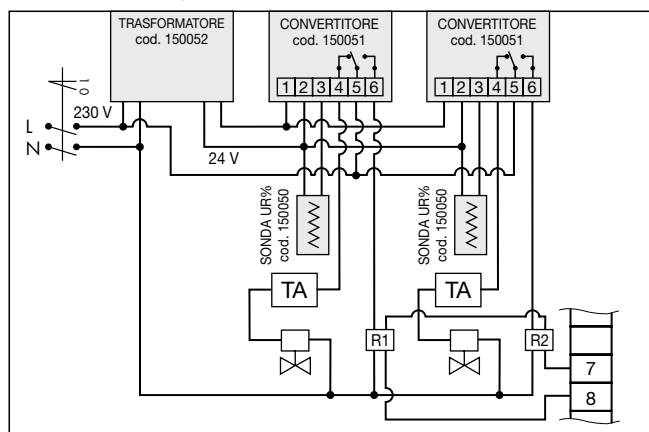 TRASFORMATORE
cod. 150052
CONVERTITORE
cod. 150051
1 2 3 4 5 6
CONVERTITORE
cod. 150051
1 2 3 4 5 6
1 0
230 V
L
N
24 V
SONDA UR%
cod. 150050
SONDA UR%
cod. 150050
TA
TA
R1
R2
7
8